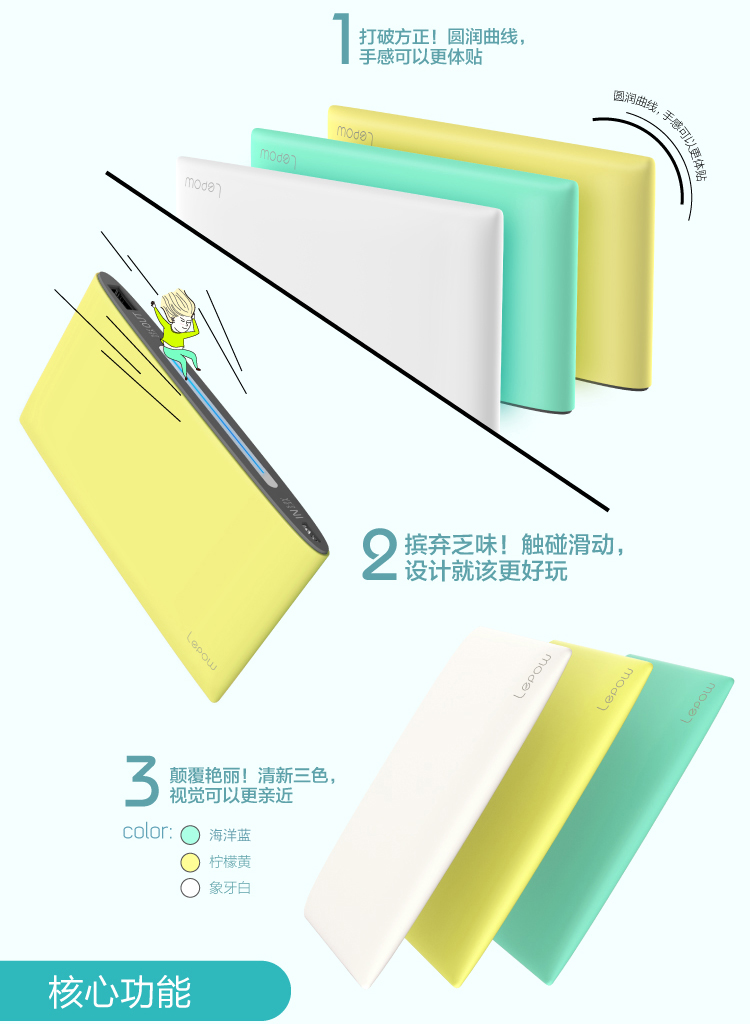 1 打破方正！圆润曲线，
手感可以更体贴
圆润曲线，手感可以更体贴
Lepow
Lepow
Lepow
OUT
IN
Lepow
2 摈弃乏味！触碰滑动，
设计就该更好玩
Lepow
Lepow
Lepow
3 颠覆艳丽！清新三色，
视觉可以更亲近
color:
海洋蓝
柠檬黄
象牙白
核心功能